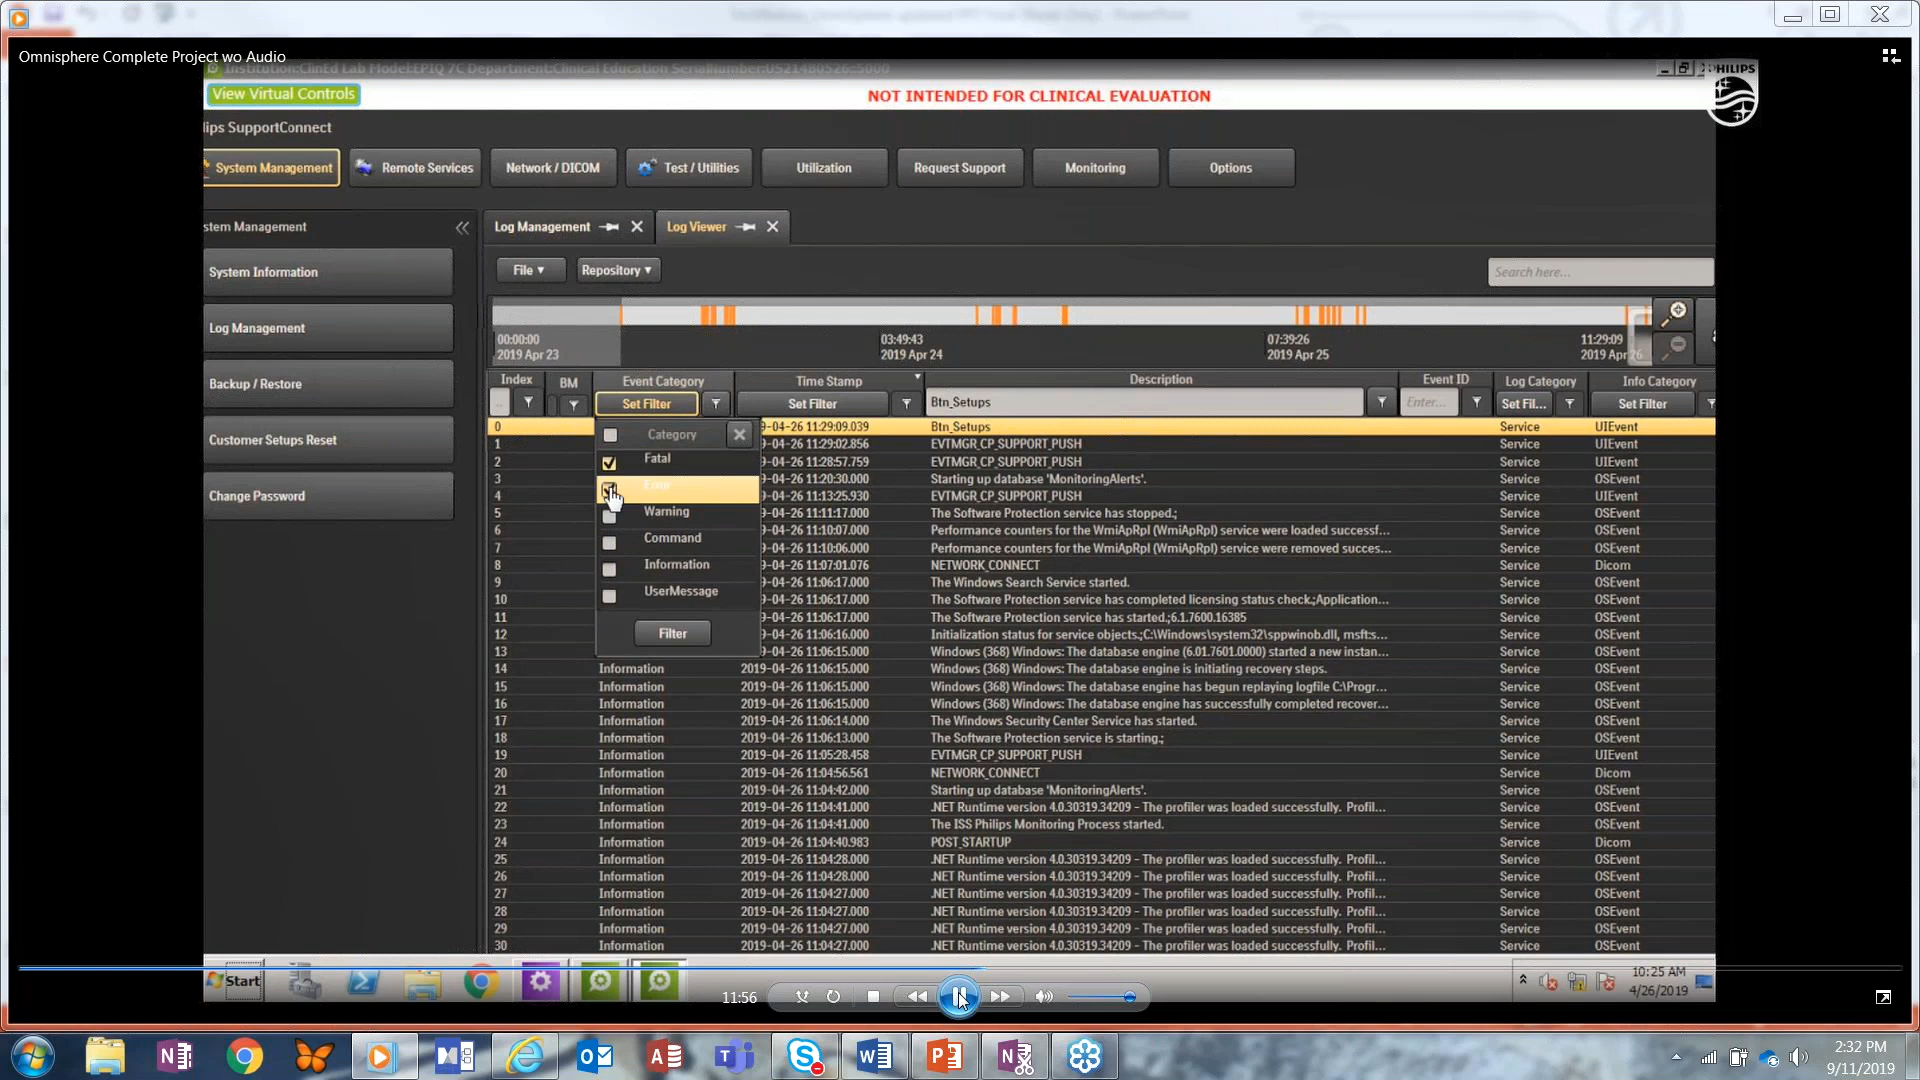 Omnisphere Complete Project wo Audio
Institution:ClinEd Lab Model:EPIQ 7C Department:Clinical Education
View Virtual Controls
NOT INTENDED FOR CLINICAL EVALUATION
PHILIPS
lips SupportConnect
System Management
Remote Services
Network / DICOM
Test / Utilities
Utilization
Request Support
Monitoring
Options
stem Management
Log Management
Log Viewer
System Information
Log Management
Backup / Restore
Customer Setups Reset
Change Password
File
Repository
Search here...
00:00:00
2019 Apr 23
03:49:43
2019 Apr 24
07:39:26
2019 Apr 25
11:29:09
2019 Apr 26
Index BM Event Category Time Stamp Description Event ID Log Category Info Category
Set Filter Set Filter Btn_Setups Enter... Set Fil... Set Filter
Category
Fatal
Error
Warning
Command
Information
UserMessage
Filter
0 9-04-26 11:29:09.039 Btn_Setups Service UIEvent
1 9-04-26 11:29:02.856 EVTMGR_CP_SUPPORT_PUSH Service UIEvent
2 9-04-26 11:28:57.759 EVTMGR_CP_SUPPORT_PUSH Service UIEvent
3 9-04-26 11:20:30.000 Starting up database 'MonitoringAlerts'. Service OSEvent
4 9-04-26 11:13:25.930 EVTMGR_CP_SUPPORT_PUSH Service UIEvent
5 9-04-26 11:11:17.000 The Software Protection service has stopped.; Service OSEvent
6 9-04-26 11:10:07.000 Performance counters for the WmiApRpl (WmiApRpl) service were loaded successf... Service OSEvent
7 9-04-26 11:10:06.000 Performance counters for the WmiApRpl (WmiApRpl) service were removed succes... Service OSEvent
8 9-04-26 11:07:01.076 NETWORK_CONNECT Service Dicom
9 9-04-26 11:06:17.000 The Windows Search Service started. Service OSEvent
10 9-04-26 11:06:17.000 The Software Protection service has completed licensing status check.;Application... Service OSEvent
11 9-04-26 11:06:17.000 The Software Protection service has started.;6.1.7600.16385 Service OSEvent
12 9-04-26 11:06:16.000 Initialization status for service objects.;C:\Windows\system32\sppwinob.dll, msft:s... Service OSEvent
13 9-04-26 11:06:15.000 Windows (368) Windows: The database engine (6.01.7601.0000) started a new instan... Service OSEvent
14 Information 2019-04-26 11:06:15.000 Windows (368) Windows: The database engine is initiating recovery steps. Service OSEvent
15 Information 2019-04-26 11:06:15.000 Windows (368) Windows: The database engine has begun replaying logfile C:\Progr... Service OSEvent
16 Information 2019-04-26 11:06:15.000 Windows (368) Windows: The database engine has successfully completed recover... Service OSEvent
17 Information 2019-04-26 11:06:14.000 The Windows Security Center Service has started. Service OSEvent
18 Information 2019-04-26 11:06:13.000 The Software Protection service is starting.; Service OSEvent
19 Information 2019-04-26 11:05:28.458 EVTMGR_CP_SUPPORT_PUSH Service UIEvent
20 Information 2019-04-26 11:04:56.561 NETWORK_CONNECT Service Dicom
21 Information 2019-04-26 11:04:42.000 Starting up database 'MonitoringAlerts'. Service OSEvent
22 Information 2019-04-26 11:04:41.000 .NET Runtime version 4.0.30319.34209 - The profiler was loaded successfully. Profil... Service OSEvent
23 Information 2019-04-26 11:04:41.000 The ISS Philips Monitoring Process started. Service OSEvent
24 Information 2019-04-26 11:04:40.983 POST_STARTUP Service Dicom
25 Information 2019-04-26 11:04:28.000 .NET Runtime version 4.0.30319.34209 - The profiler was loaded successfully. Profil... Service OSEvent
26 Information 2019-04-26 11:04:28.000 .NET Runtime version 4.0.30319.34209 - The profiler was loaded successfully. Profil... Service OSEvent
27 Information 2019-04-26 11:04:27.000 .NET Runtime version 4.0.30319.34209 - The profiler was loaded successfully. Profil... Service OSEvent
28 Information 2019-04-26 11:04:27.000 .NET Runtime version 4.0.30319.34209 - The profiler was loaded successfully. Profil... Service OSEvent
29 Information 2019-04-26 11:04:27.000 .NET Runtime version 4.0.30319.34209 - The profiler was loaded successfully. Profil... Service OSEvent
30 Information 2019-04-26 11:04:27.000 .NET Runtime version 4.0.30319.34209 - The profiler was loaded successfully. Profil... Service OSEvent
Start
10:25 AM
4/26/2019
11:56
2:32 PM
9/11/2019